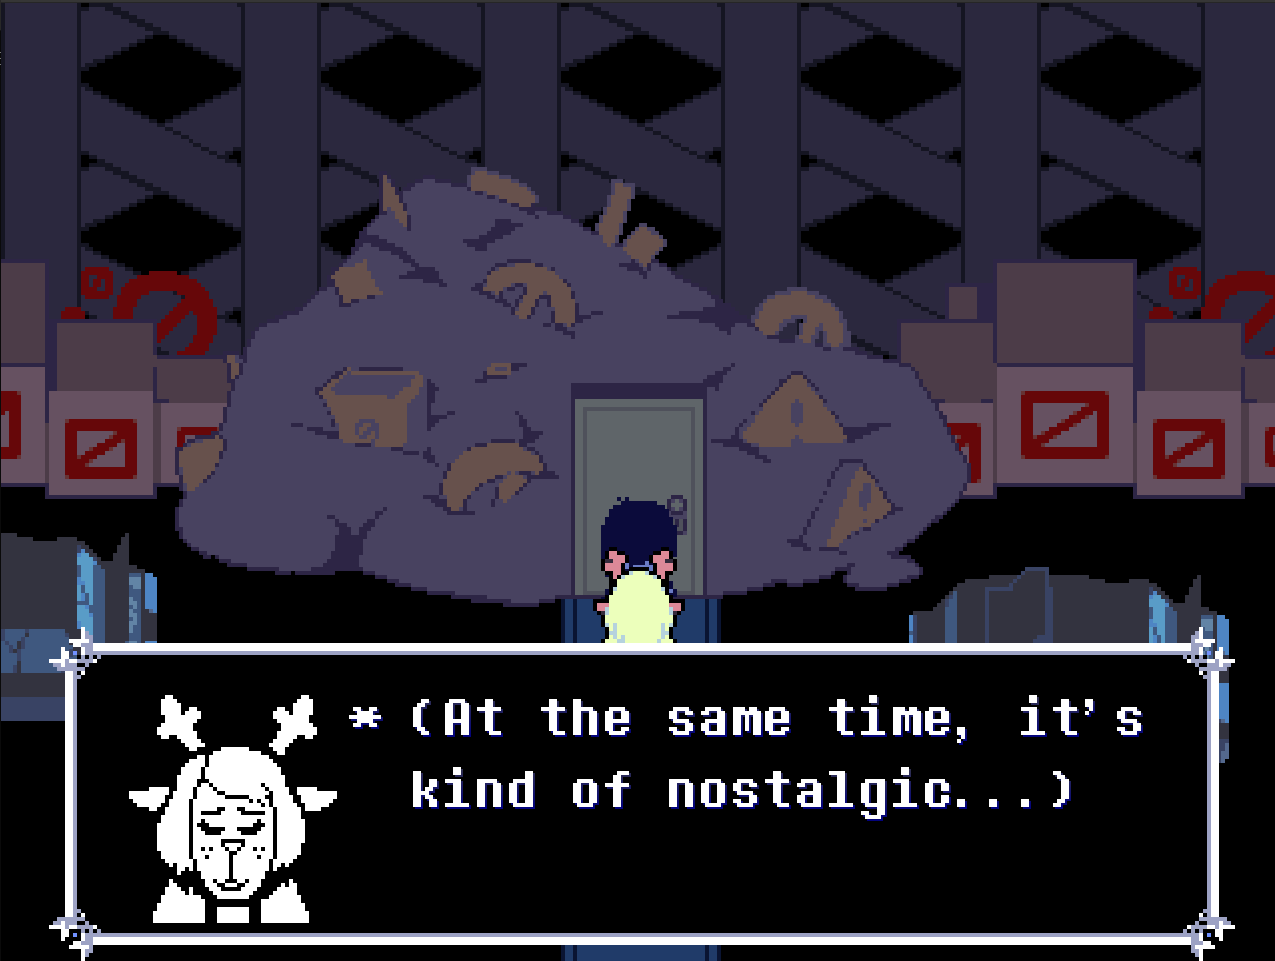 * (At the same time, it's
kind of nostalgic...)